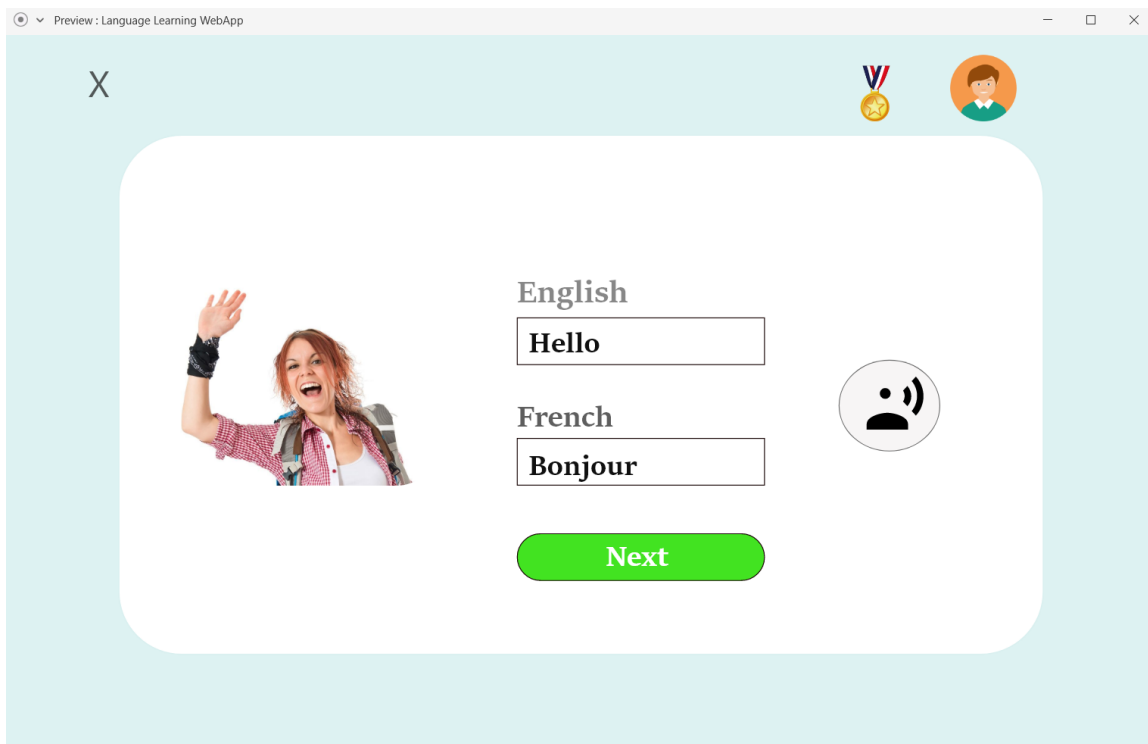 Preview : Language Learning WebApp
X
English
Hello
French
Bonjour
Next